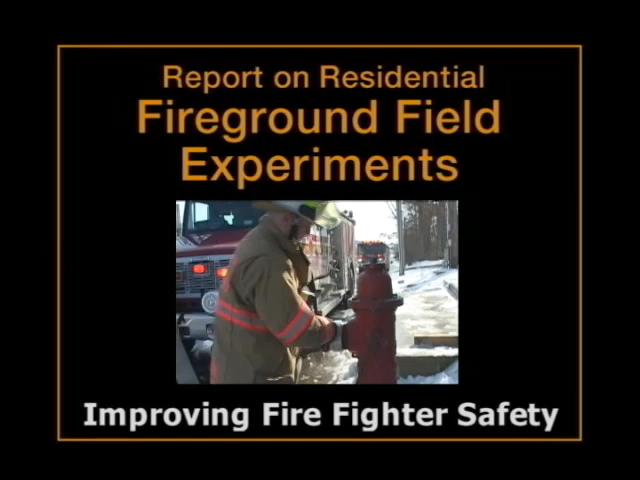 Report on Residential
Fireground Field
Experiments
Improving Fire Fighter Safety